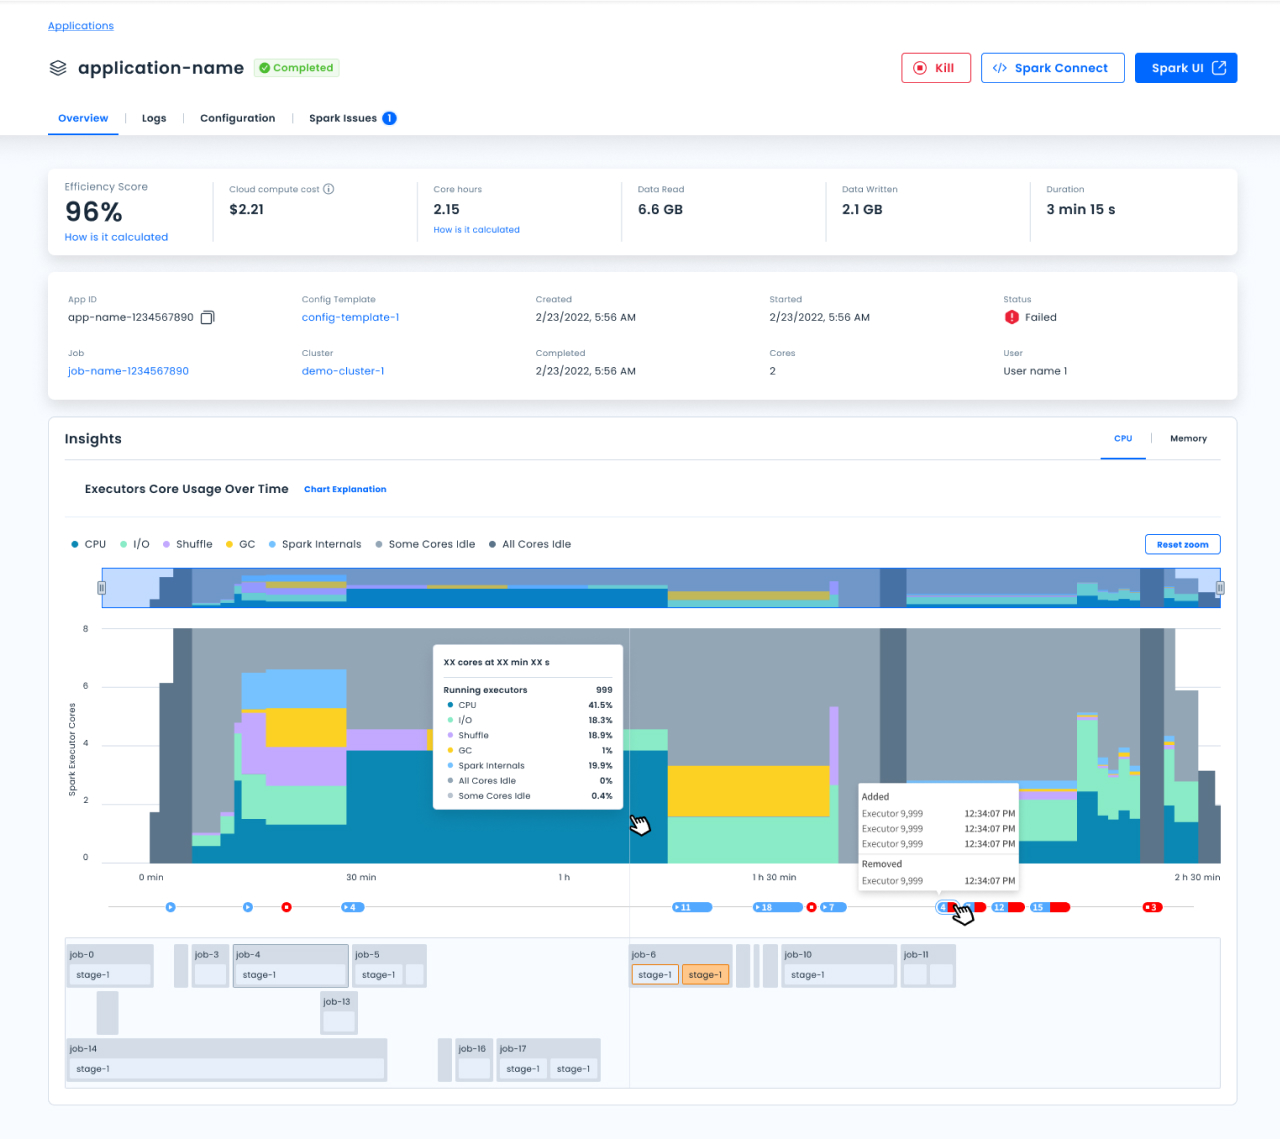 Applications
application-name
Completed
Kill
</> Spark Connect
Spark UI
Overview
Logs
Configuration
Spark Issues 1
Efficiency Score
96%
How is it calculated
Cloud compute cost
$2.21
Core hours
2.15
How is it calculated
Data Read
6.6 GB
Data Written
2.1 GB
Duration
3 min 15 s
App ID
app-name-1234567890
Config Template
config-template-1
Created
2/23/2022, 5:56 AM
Started
2/23/2022, 5:56 AM
Status
Failed
Job
job-name-1234567890
Cluster
demo-cluster-1
Completed
2/23/2022, 5:56 AM
Cores
2
User
User name 1
Insights
CPU
Memory
Executors Core Usage Over Time
Chart Explanation
CPU
I/O
Shuffle
GC
Spark Internals
Some Cores Idle
All Cores Idle
Reset zoom
Spark Executor Cores
8
6
4
2
0
XX cores at XX min XX s
Running executors 999
CPU 41.5%
I/O 18.3%
Shuffle 18.9%
GC 1%
Spark Internals 19.9%
All Cores Idle 0%
Some Cores Idle 0.4%
Added
Executor 9,999 12:34:07 PM
Executor 9,999 12:34:07 PM
Executor 9,999 12:34:07 PM
Removed
Executor 9,999 12:34:07 PM
0 min
30 min
1 h
1 h 30 min
2 h 30 min
4
11
18
7
4
12
15
3
job-0
stage-1
job-3
job-4
stage-1
job-5
stage-1
job-6
stage-1
stage-1
job-10
stage-1
job-11
job-13
job-14
stage-1
job-16
job-17
stage-1
stage-1